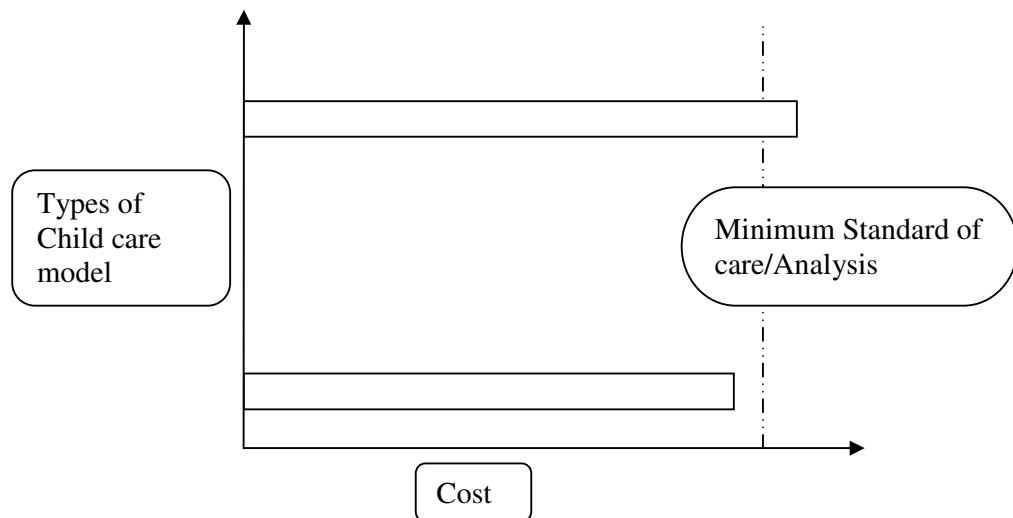 Types of
Child care
model
Minimum Standard of
care/Analysis
Cost